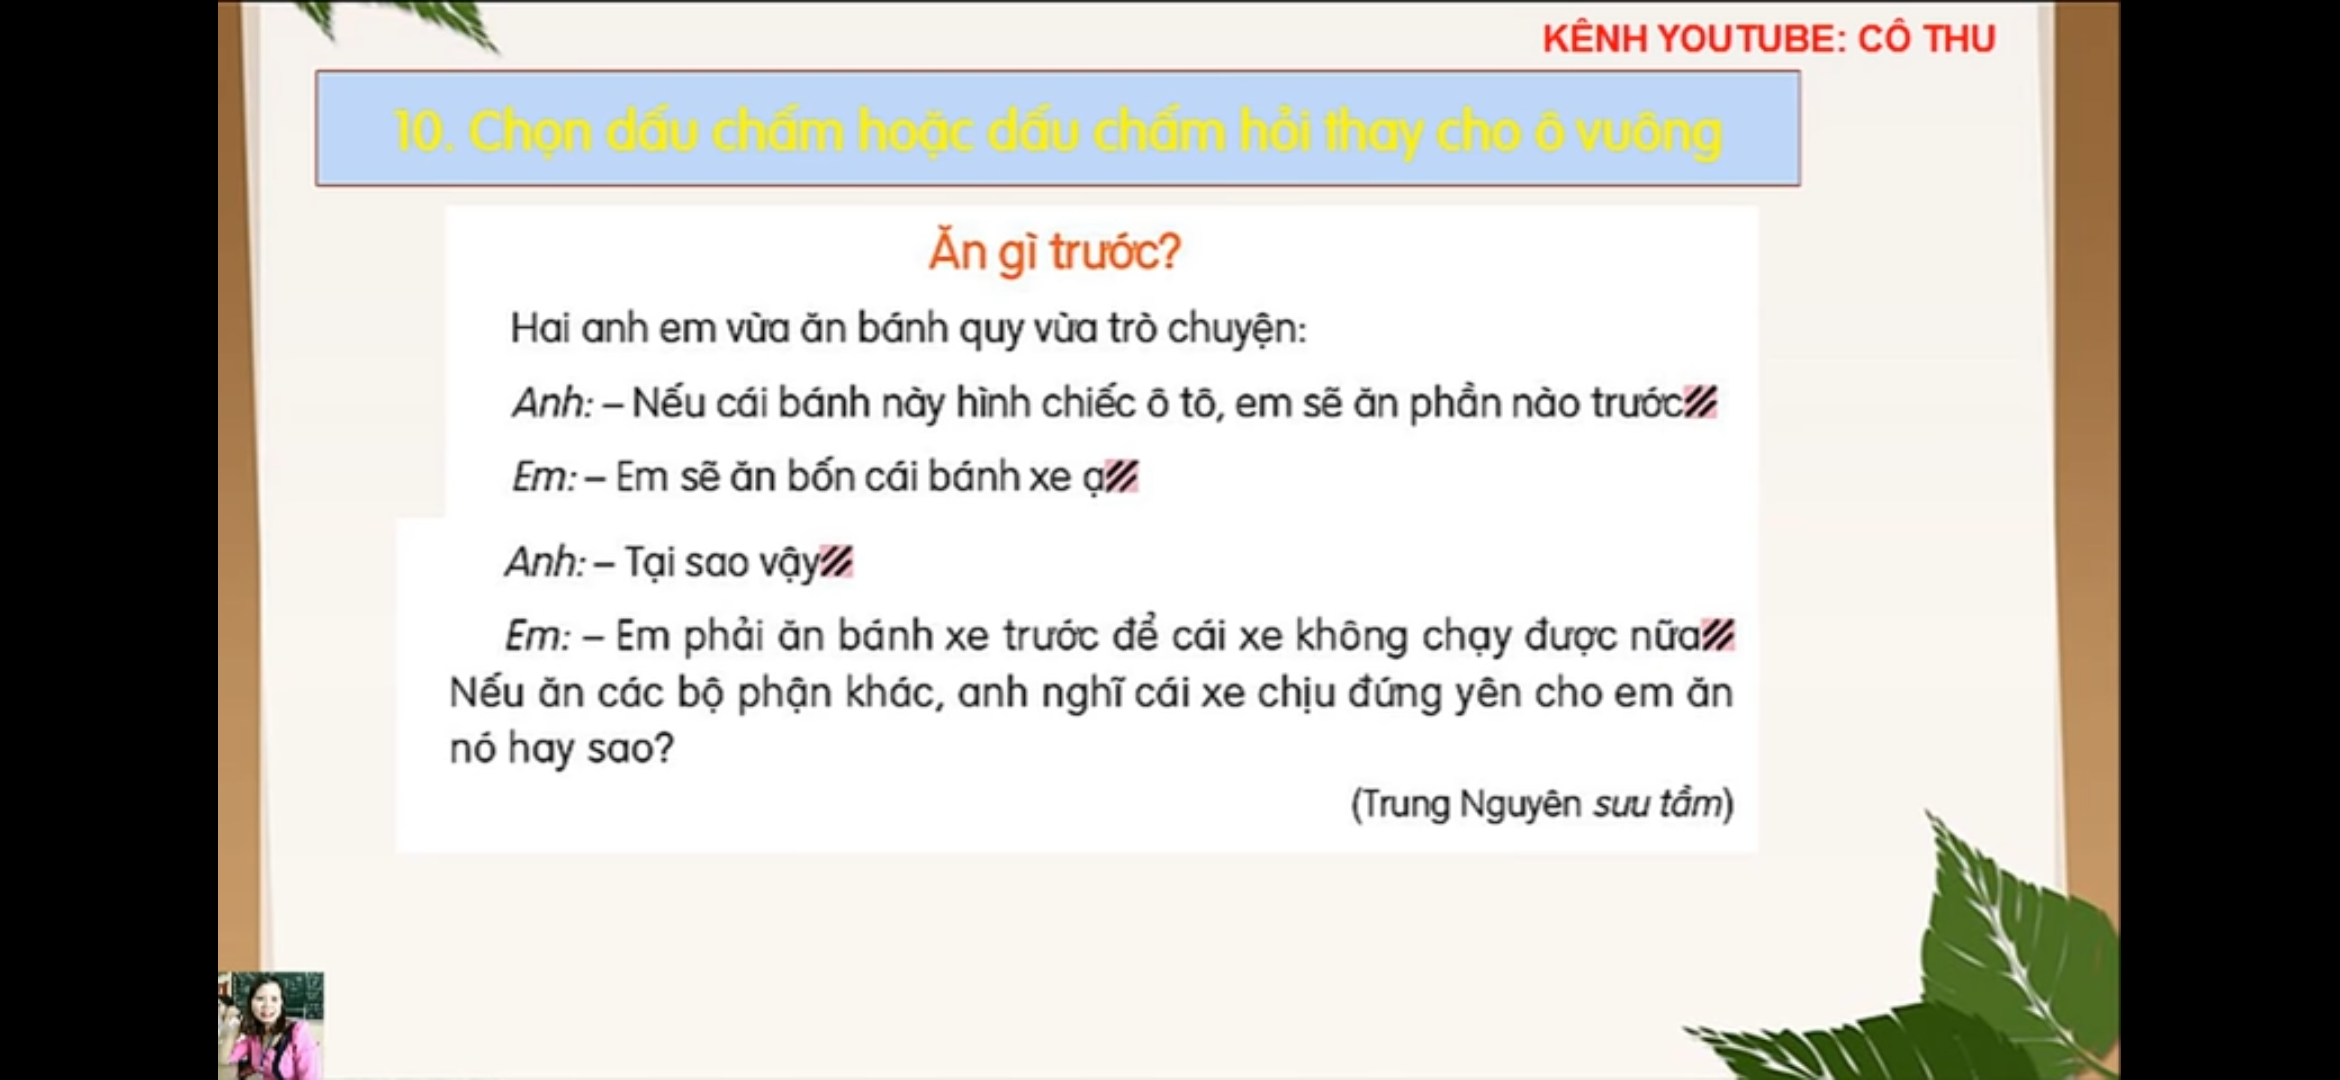 KÊNH YOUTUBE: CÔ THU
10. Chọn dấu chấm hoặc dấu chấm hỏi thay cho ô vuông
Ăn gì trước?
Hai anh em vừa ăn bánh quy vừa trò chuyện:
Anh: – Nếu cái bánh này hình chiếc ô tô, em sẽ ăn phần nào trước
Em: – Em sẽ ăn bốn cái bánh xe ạ
Anh: – Tại sao vậy
Em: – Em phải ăn bánh xe trước để cái xe không chạy được nữa
Nếu ăn các bộ phận khác, anh nghĩ cái xe chịu đứng yên cho em ăn
nó hay sao?
(Trung Nguyên sưu tầm)